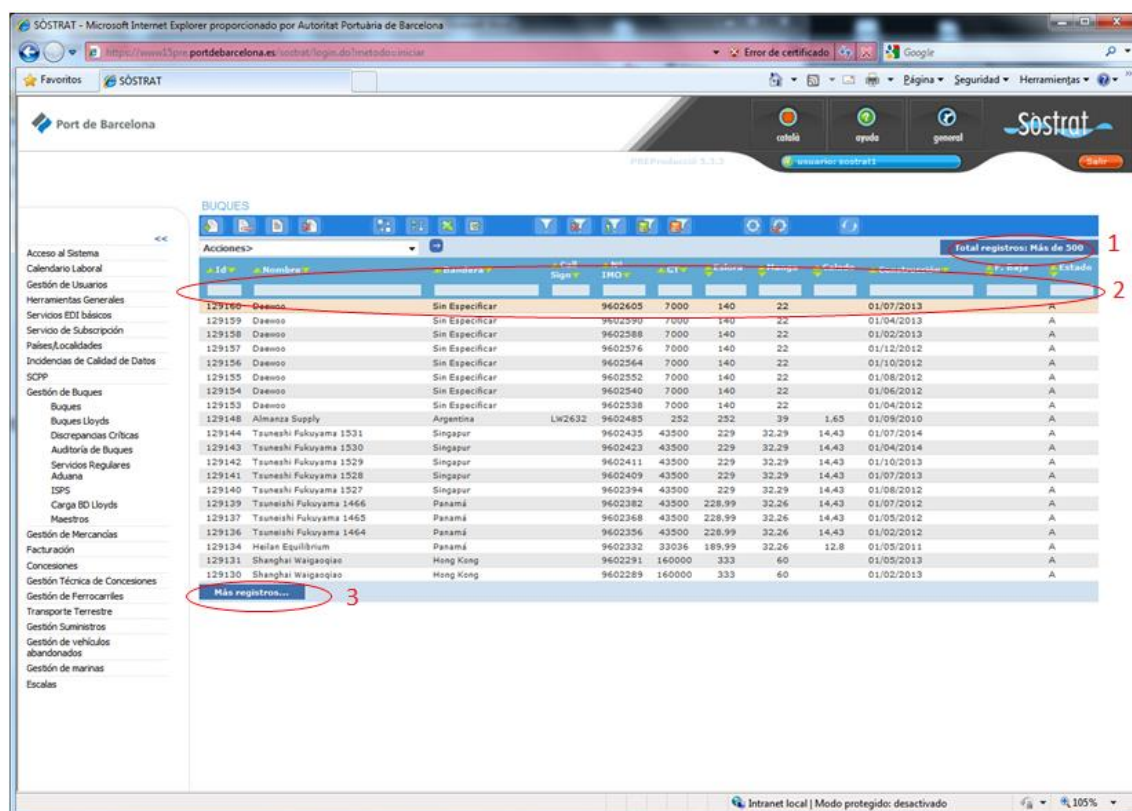 SÒSTRAT - Microsoft Internet Explorer proporcionado por Autoritat Portuària de Barcelona
https://www15pre.portdebarcelona.es/sostrat/login.do?metodo=iniciar Error de certificado Google
Favoritos SÒSTRAT Página Seguridad Herramientas
Port de Barcelona
català ayuda general
Sòstrat
PREProducció 5.3.3 usuario: sostrat1 Salir
BUQUES
Acciones> Total registros: Más de 500 1
Id Nombre Bandera Call Sign Nº IMO GT Eslora Manga Calado Construcción F. Baja Estado
2
129160 Daewoo Sin Especificar 9602605 7000 140 22 01/07/2013 A
129159 Daewoo Sin Especificar 9602590 7000 140 22 01/04/2013 A
129158 Daewoo Sin Especificar 9602588 7000 140 22 01/02/2013 A
129157 Daewoo Sin Especificar 9602576 7000 140 22 01/12/2012 A
129156 Daewoo Sin Especificar 9602564 7000 140 22 01/10/2012 A
129155 Daewoo Sin Especificar 9602552 7000 140 22 01/08/2012 A
129154 Daewoo Sin Especificar 9602540 7000 140 22 01/06/2012 A
129153 Daewoo Sin Especificar 9602538 7000 140 22 01/04/2012 A
129148 Almanza Supply Argentina LW2632 9602485 252 252 39 1,65 01/09/2010 A
129144 Tsuneshi Fukuyama 1531 Singapur 9602435 43500 229 32,29 14,43 01/07/2014 A
129143 Tsuneshi Fukuyama 1530 Singapur 9602423 43500 229 32,29 14,43 01/04/2014 A
129142 Tsuneshi Fukuyama 1529 Singapur 9602411 43500 229 32,29 14,43 01/10/2013 A
129141 Tsuneshi Fukuyama 1528 Singapur 9602409 43500 229 32,29 14,43 01/07/2013 A
129140 Tsuneshi Fukuyama 1527 Singapur 9602394 43500 229 32,29 14,43 01/08/2012 A
129139 Tsuneishi Fukuyama 1466 Panamá 9602382 43500 228,99 32,26 14,43 01/07/2012 A
129137 Tsuneishi Fukuyama 1465 Panamá 9602368 43500 228,99 32,26 14,43 01/05/2012 A
129136 Tsuneishi Fukuyama 1464 Panamá 9602356 43500 228,99 32,26 14,43 01/02/2012 A
129134 Heilan Equilibrium Panamá 9602332 33036 189,99 32,26 12,8 01/05/2011 A
129131 Shanghai Waigaoqiao Hong Kong 9602291 160000 333 60 01/05/2013 A
129130 Shanghai Waigaoqiao Hong Kong 9602289 160000 333 60 01/02/2013 A
Más registros... 3
<<
Acceso al Sistema
Calendario Laboral
Gestión de Usuarios
Herramientas Generales
Servicios EDI básicos
Servicio de Subscripción
Países/Localidades
Incidencias de Calidad de Datos
SCPP
Gestión de Buques
Buques
Buques Lloyds
Discrepancias Críticas
Auditoría de Buques
Servicios Regulares
Aduana
ISPS
Carga BD Lloyds
Maestros
Gestión de Mercancías
Facturación
Concesiones
Gestión Técnica de Concesiones
Gestión de Ferrocarriles
Transporte Terrestre
Gestión Suministros
Gestión de vehículos
abandonados
Gestión de marinas
Escalas
Intranet local | Modo protegido: desactivado 105%